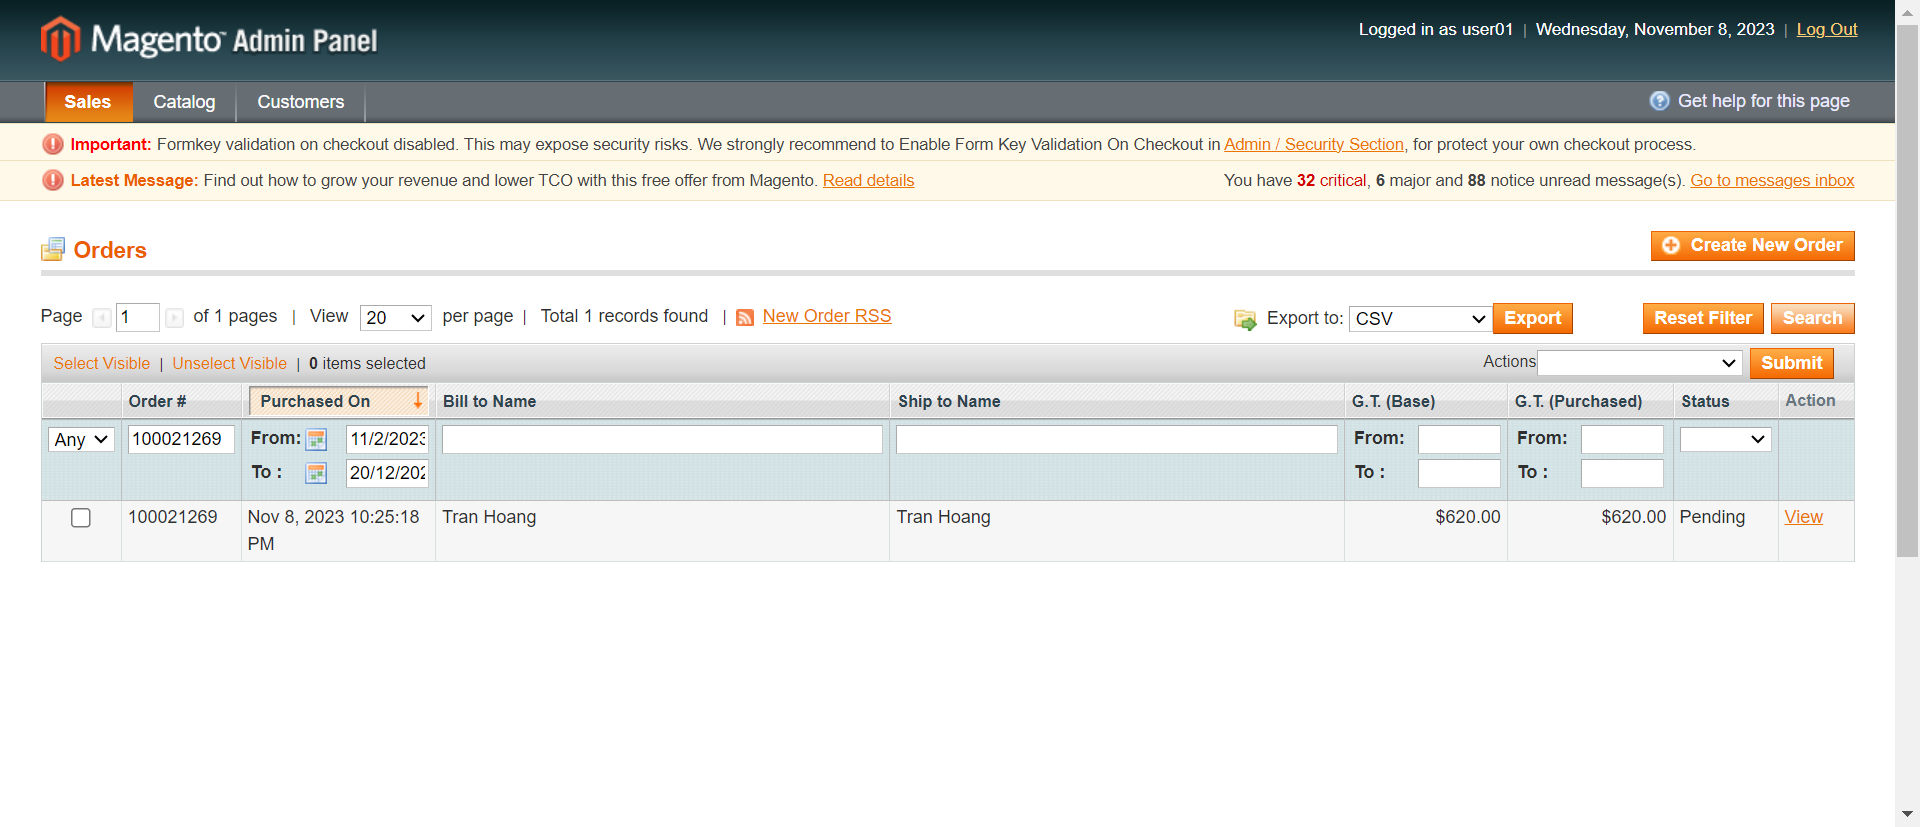 Magento™ Admin Panel
Logged in as user01 | Wednesday, November 8, 2023 | Log Out
Sales Catalog Customers Get help for this page
Important: Formkey validation on checkout disabled. This may expose security risks. We strongly recommend to Enable Form Key Validation On Checkout in Admin / Security Section, for protect your own checkout process.
Latest Message: Find out how to grow your revenue and lower TCO with this free offer from Magento. Read details You have 32 critical, 6 major and 88 notice unread message(s). Go to messages inbox
Orders Create New Order
Page 1 of 1 pages | View 20 per page | Total 1 records found | New Order RSS Export to: CSV Export Reset Filter Search
Select Visible | Unselect Visible | 0 items selected Actions Submit
Order # Purchased On Bill to Name Ship to Name G.T. (Base) G.T. (Purchased) Status Action
Any 100021269 From: 11/2/2023 From: From:
To : 20/12/202 To : To :
100021269 Nov 8, 2023 10:25:18 PM Tran Hoang Tran Hoang $620.00 $620.00 Pending View